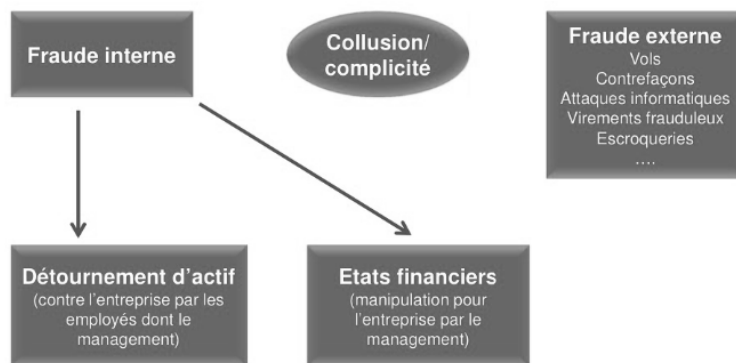 Fraude interne
Collusion/
complicité
Fraude externe
Vols
Contrefaçons
Attaques informatiques
Virements frauduleux
Escroqueries
....
Détournement d'actif
(contre l'entreprise par les
employés dont le
management)
Etats financiers
(manipulation pour
l'entreprise par le
management)